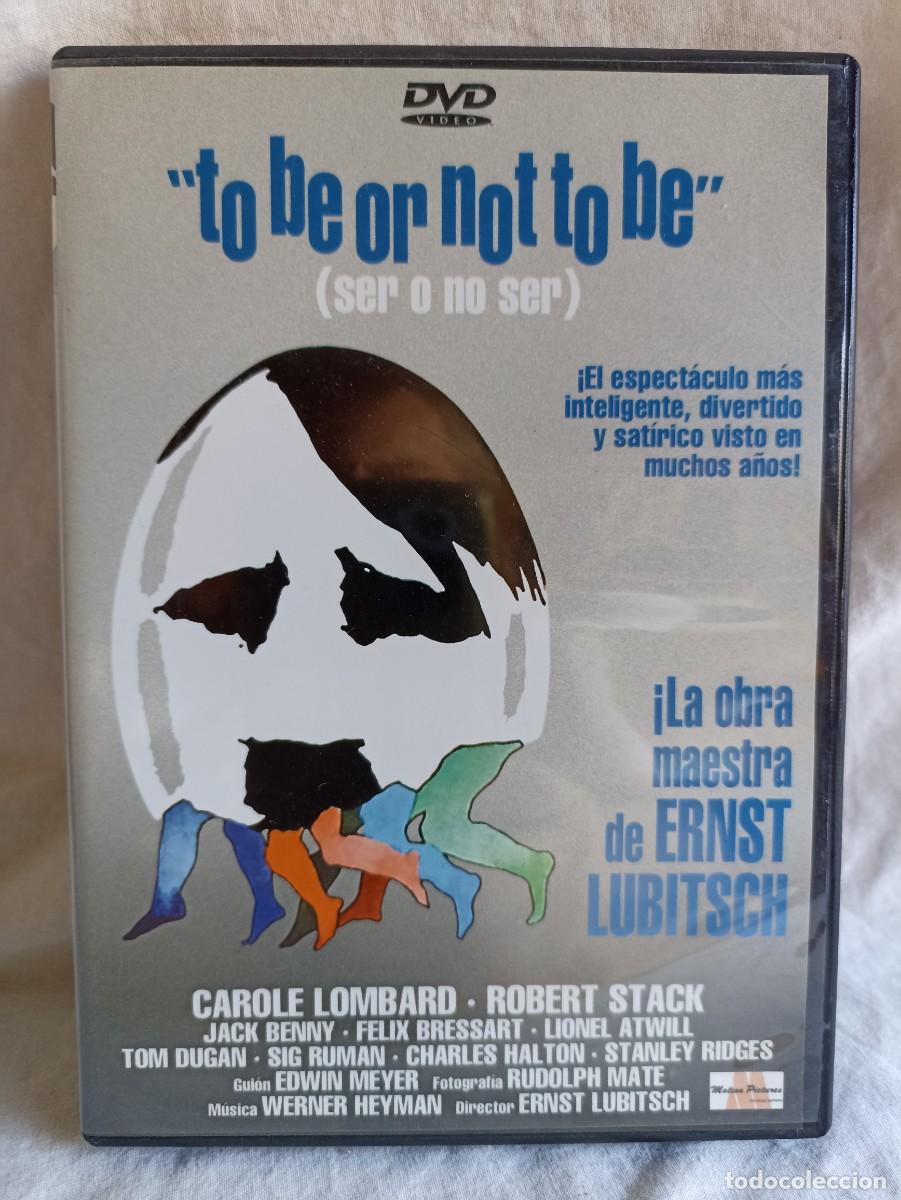 DVD
VIDEO
"to be or not to be"
(ser o no ser)
¡El espectáculo más
inteligente, divertido
y satírico visto en
muchos años!
¡La obra
maestra
de ERNST
LUBITSCH
CAROLE LOMBARD · ROBERT STACK
JACK BENNY · FELIX BRESSART · LIONEL ATWILL
TOM DUGAN · SIG RUMAN · CHARLES HALTON · STANLEY RIDGES
Guión EDWIN MEYER Fotografía RUDOLPH MATE
Música WERNER HEYMAN Director ERNST LUBITSCH
Motion Pictures
todocoleccion